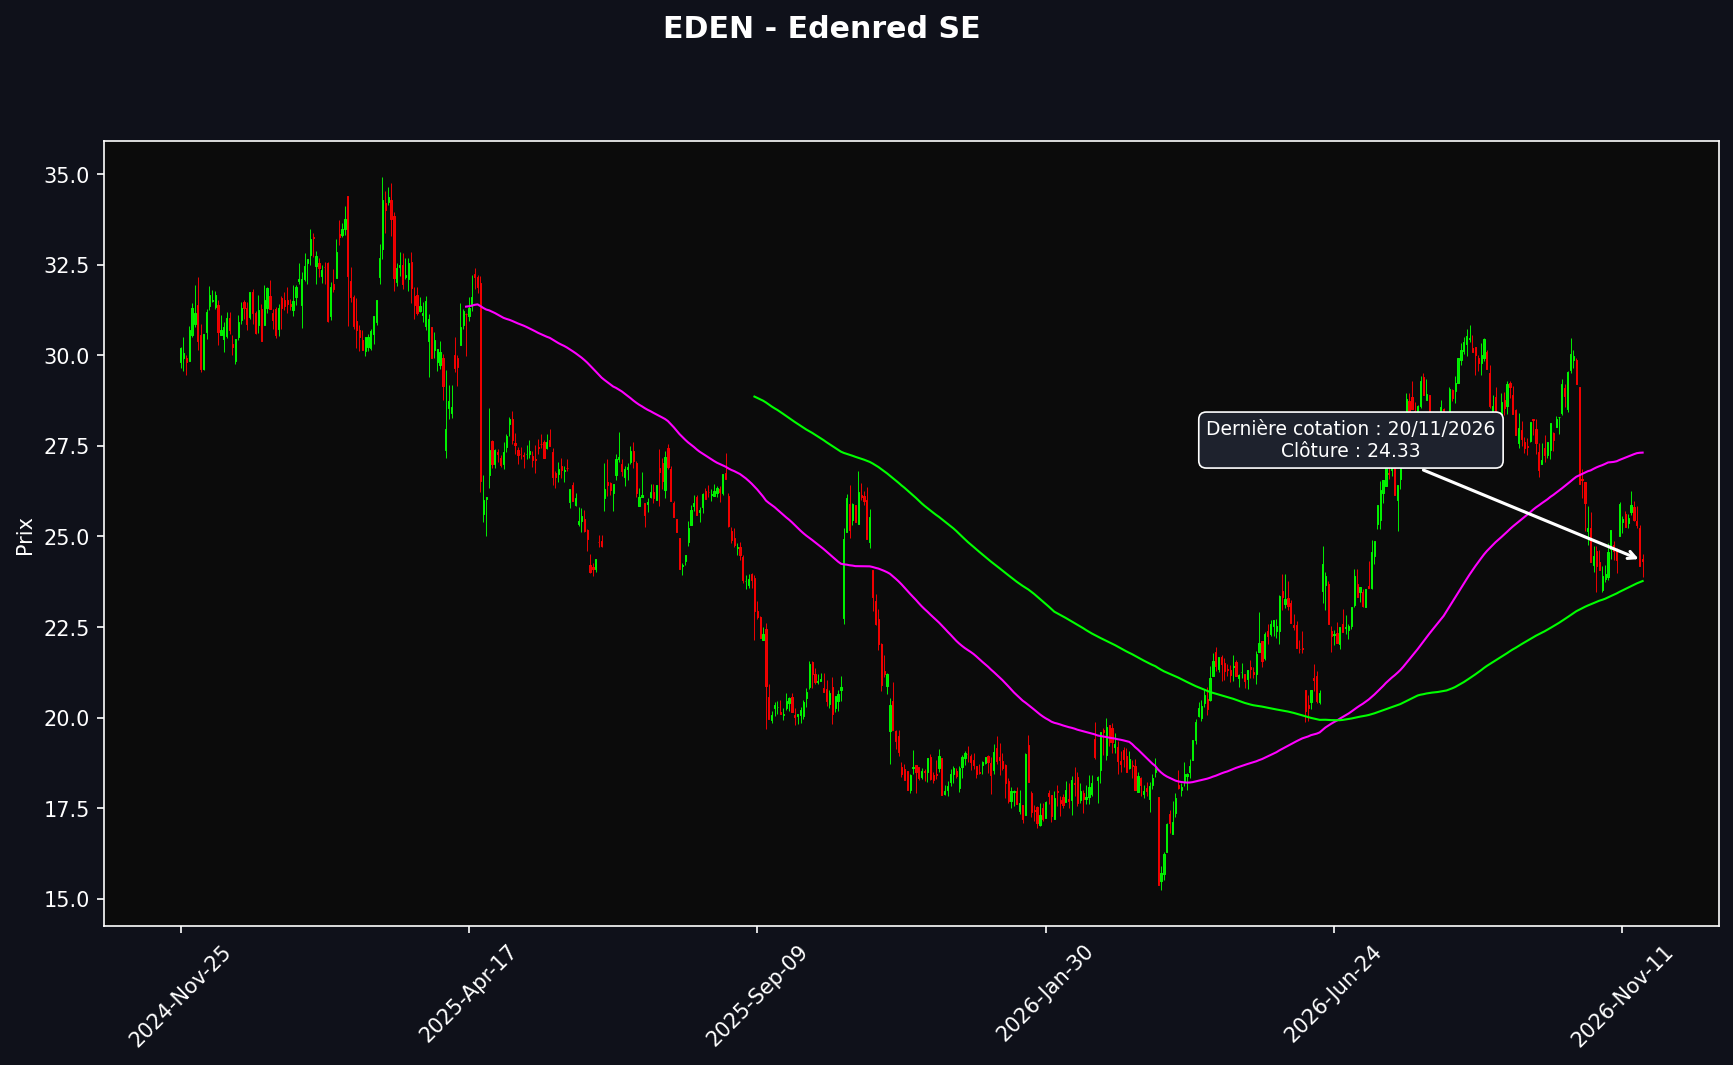 EDEN - Edenred SE
35.0
32.5
30.0
27.5
25.0
22.5
20.0
17.5
15.0
Prix
Dernière cotation : 20/11/2026
Clôture : 24.33
2024-Nov-25
2025-Apr-17
2025-Sep-09
2026-Jan-30
2026-Jun-24
2026-Nov-11